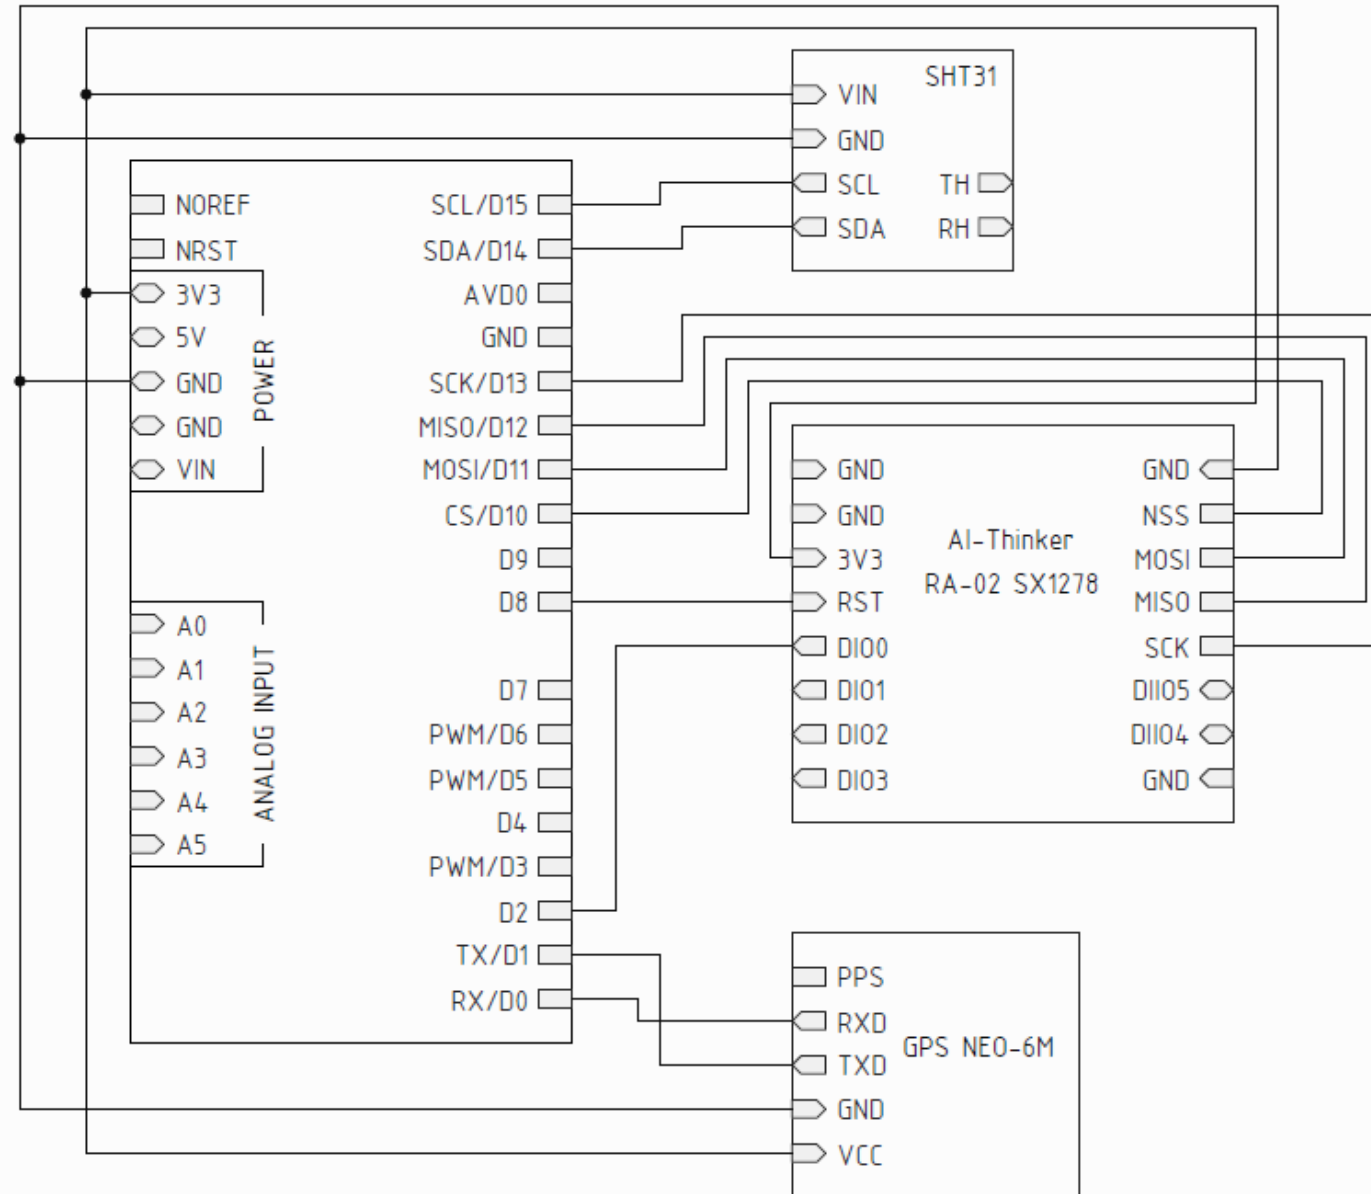 SHT31
VIN
GND
SCL TH
SDA RH
NOREF
NRST
3V3
5V
GND
GND
VIN
POWER
A0
A1
A2
A3
A4
A5
ANALOG INPUT
SCL/D15
SDA/D14
AVD0
GND
SCK/D13
MISO/D12
MOSI/D11
CS/D10
D9
D8
D7
PWM/D6
PWM/D5
D4
PWM/D3
D2
TX/D1
RX/D0
AI-Thinker
RA-02 SX1278
GND
GND
3V3
RST
DIO0
DIO1
DIO2
DIO3
GND
NSS
MOSI
MISO
SCK
DIIO5
DIIO4
GND
GPS NEO-6M
PPS
RXD
TXD
GND
VCC